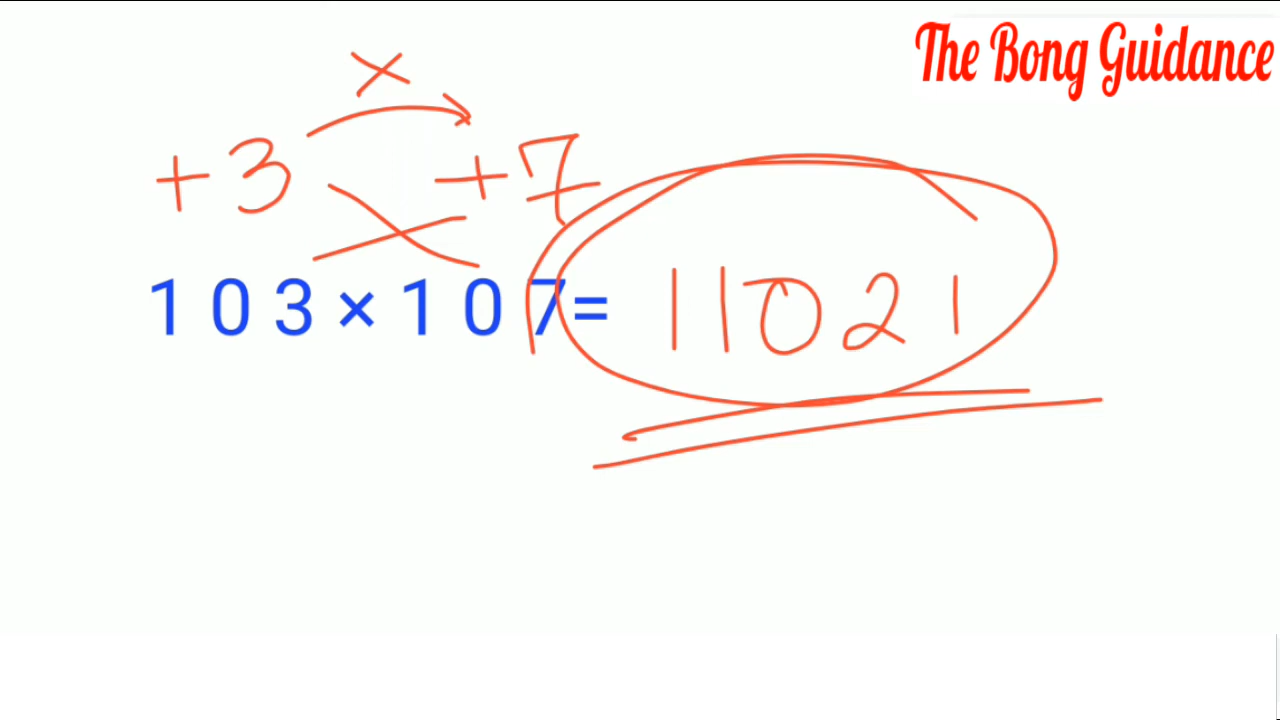 The Bong Guidance
×
+3 +7
103×107= 11021